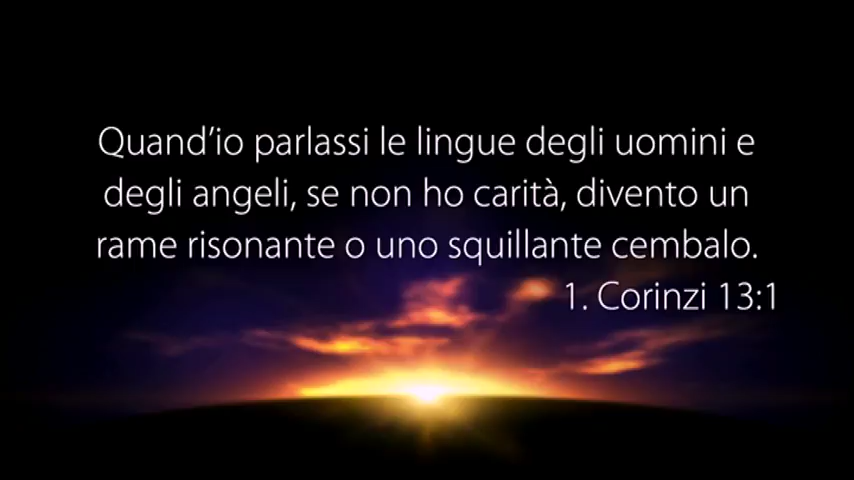 Quand’io parlassi le lingue degli uomini e
degli angeli, se non ho carità, divento un
rame risonante o uno squillante cembalo.
1. Corinzi 13:1